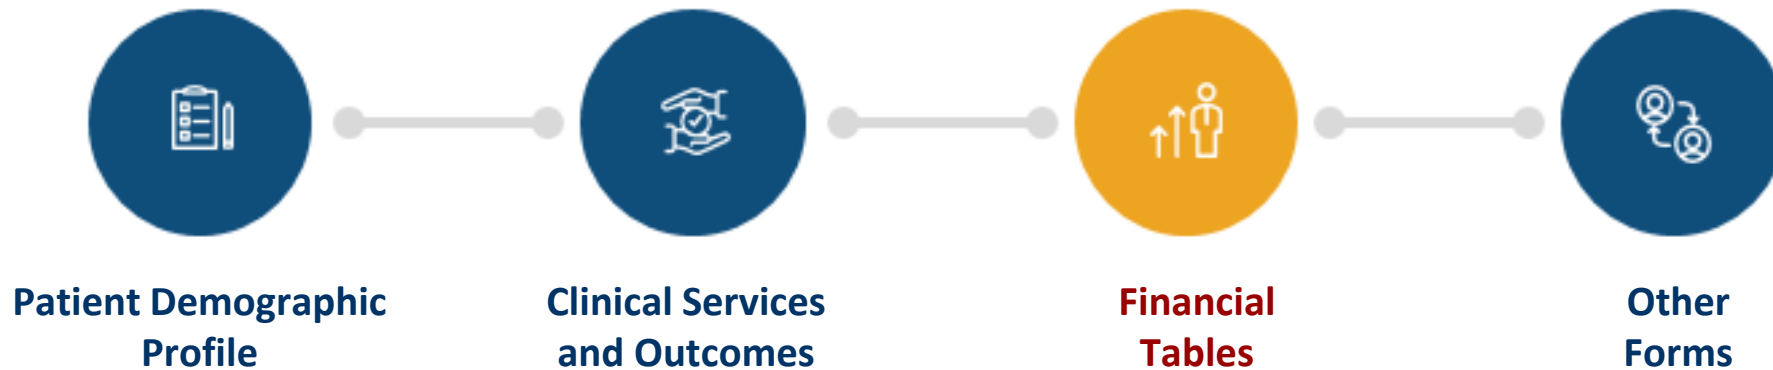 Patient Demographic
Profile
Clinical Services
and Outcomes
Financial
Tables
Other
Forms